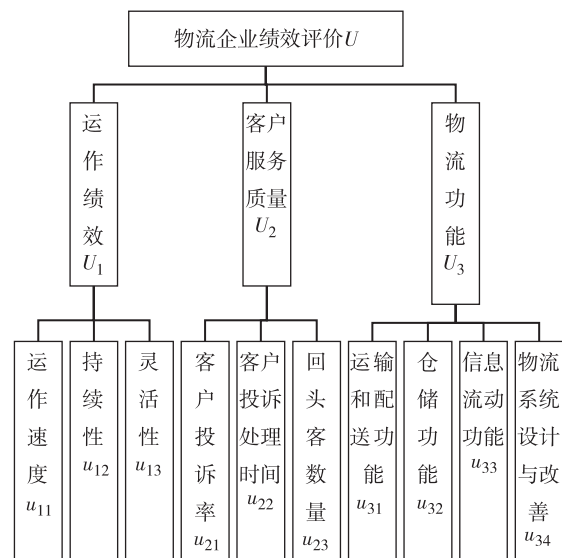 物流企业绩效评价U
运作绩效U1
客户服务质量U2
物流功能U3
运作速度u11
持续性u12
灵活性u13
客户投诉率u21
客户投诉处理时间u22
回头客数量u23
运输和配送功能u31
仓储功能u32
信息流动功能u33
物流系统设计与改善u34